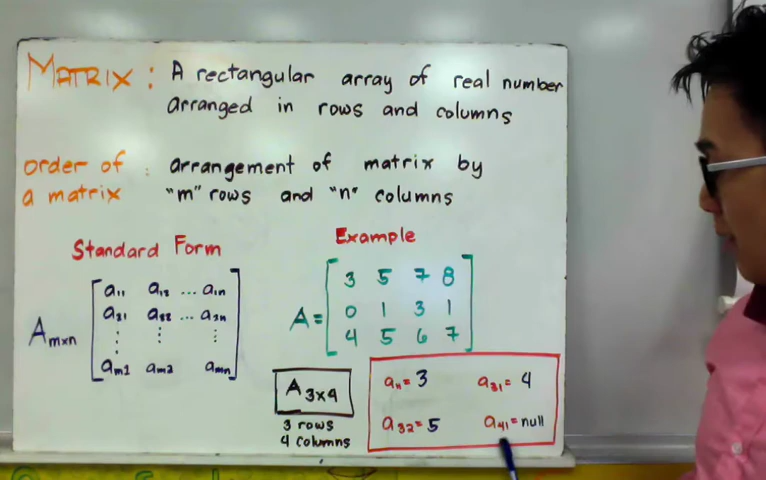 MATRIX : A rectangular array of real number
arranged in rows and columns
order of : arrangement of matrix by
a matrix "m" rows and "n" columns
Standard Form
A m×n
a11 a12 ... a1n
a21 a22 ... a2n
⋮ ⋮ ⋮
am1 am2 amn
Example
A=
3 5 7 8
0 1 3 1
4 5 6 7
A 3x4
3 rows
4 columns
a11= 3 a31= 4
a32= 5 a41= null